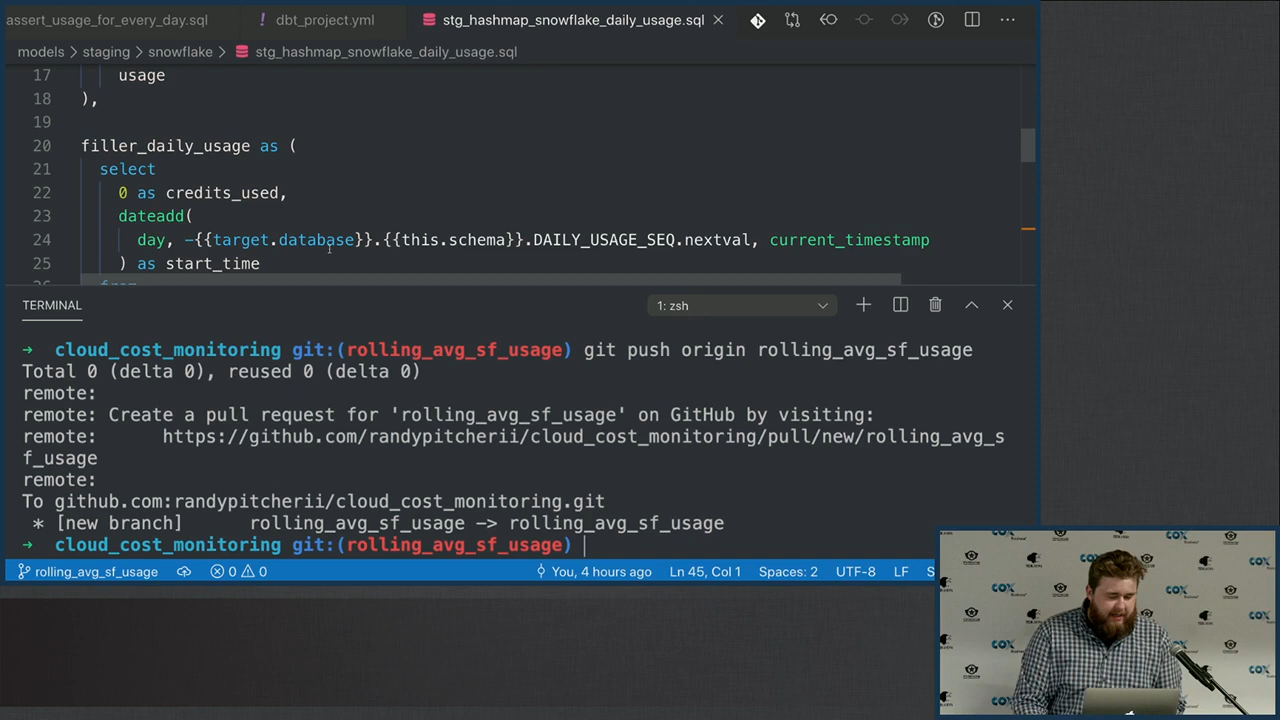 assert_usage_for_every_day.sql
! dbt_project.yml
stg_hashmap_snowflake_daily_usage.sql
models > staging > snowflake > stg_hashmap_snowflake_daily_usage.sql
17 usage
18 ),
19
20 filler_daily_usage as (
21 select
22 0 as credits_used,
23 dateadd(
24 day, -{{target.database}}.{{this.schema}}.DAILY_USAGE_SEQ.nextval, current_timestamp
25 ) as start_time
TERMINAL
1: zsh
→ cloud_cost_monitoring git:(rolling_avg_sf_usage) git push origin rolling_avg_sf_usage
Total 0 (delta 0), reused 0 (delta 0)
remote:
remote: Create a pull request for 'rolling_avg_sf_usage' on GitHub by visiting:
remote: https://github.com/randypitcherii/cloud_cost_monitoring/pull/new/rolling_avg_s
f_usage
remote:
To github.com:randypitcherii/cloud_cost_monitoring.git
* [new branch] rolling_avg_sf_usage -> rolling_avg_sf_usage
→ cloud_cost_monitoring git:(rolling_avg_sf_usage)
rolling_avg_sf_usage 0 0 You, 4 hours ago Ln 45, Col 1 Spaces: 2 UTF-8 LF S
COX